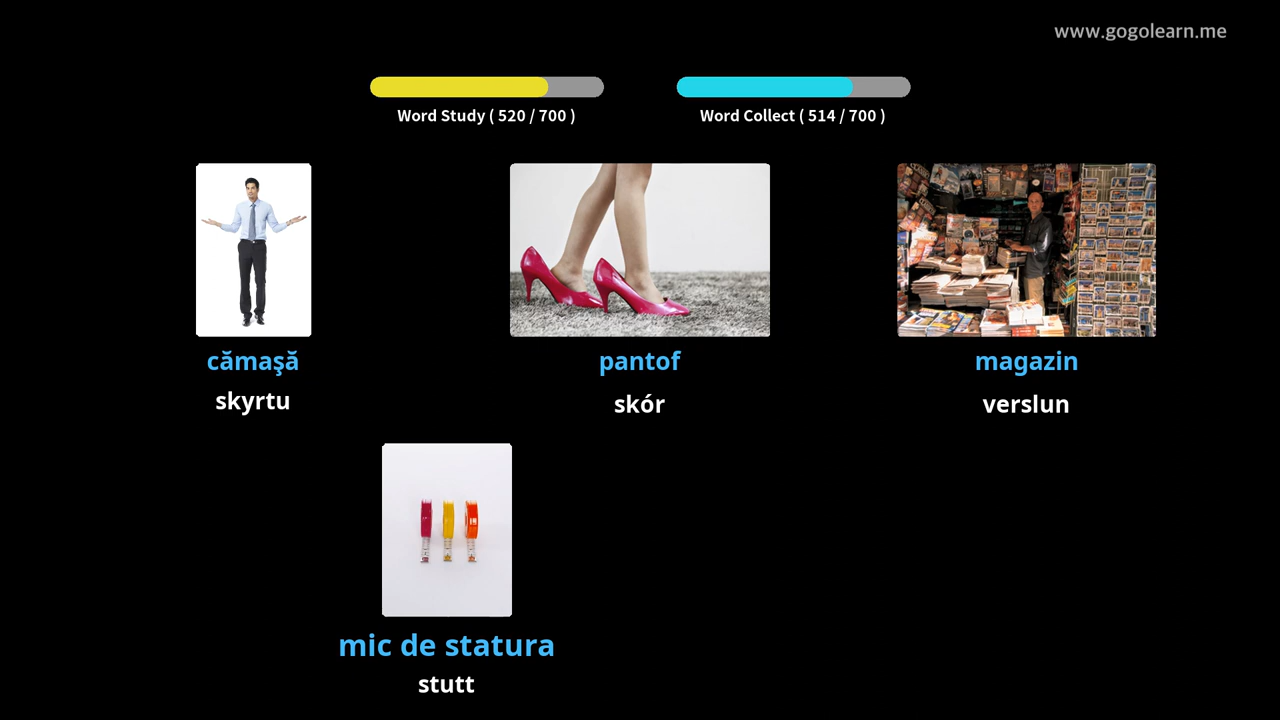 www.gogolearn.me
Word Study ( 520 / 700 )
Word Collect ( 514 / 700 )
cămaşă
pantof
magazin
skyrtu
skór
verslun
mic de statura
stutt